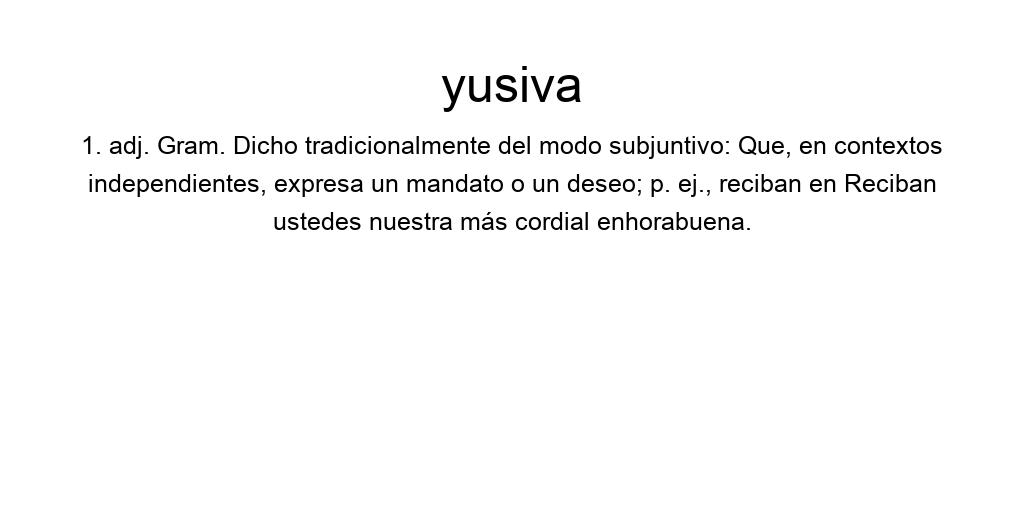 yusiva
1. adj. Gram. Dicho tradicionalmente del modo subjuntivo: Que, en contextos
independientes, expresa un mandato o un deseo; p. ej., reciban en Reciban
ustedes nuestra más cordial enhorabuena.